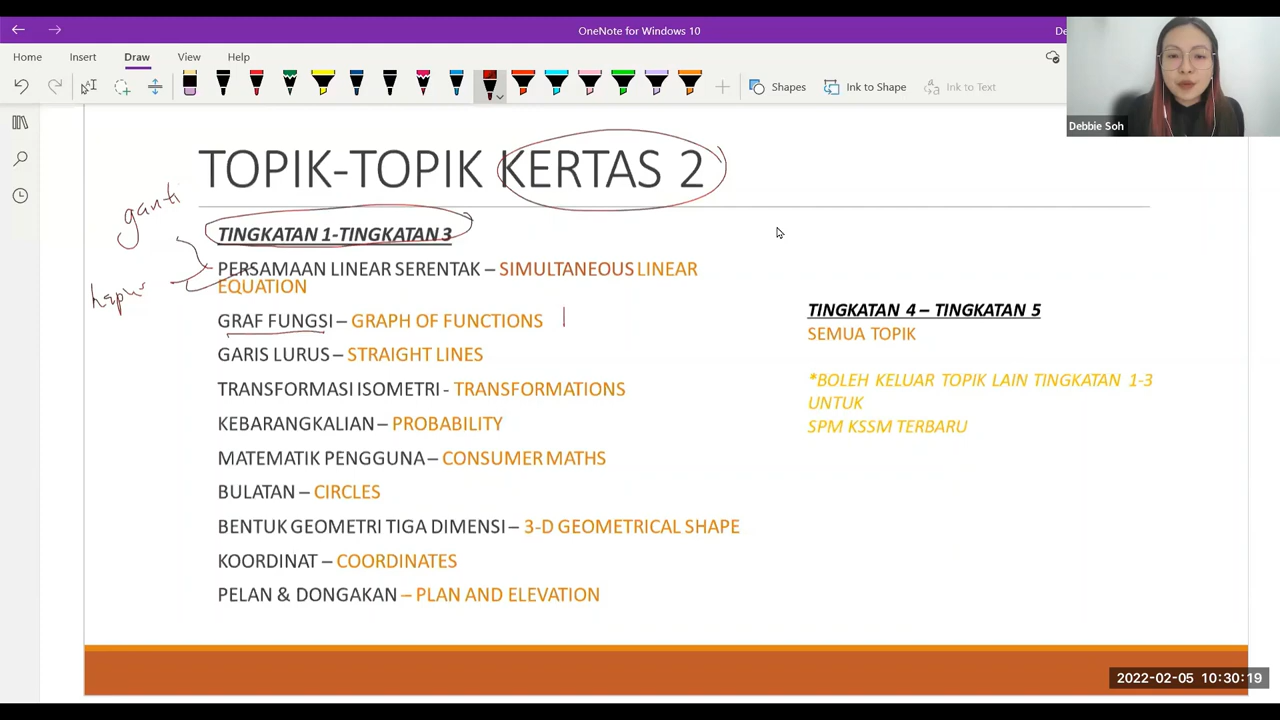 OneNote for Windows 10
De
Home Insert Draw View Help
Shapes Ink to Shape Ink to Text
Debbie Soh
TOPIK-TOPIK KERTAS 2
ganti
TINGKATAN 1-TINGKATAN 3
PERSAMAAN LINEAR SERENTAK – SIMULTANEOUS LINEAR
EQUATION
hapus
GRAF FUNGSI – GRAPH OF FUNCTIONS
GARIS LURUS – STRAIGHT LINES
TRANSFORMASI ISOMETRI - TRANSFORMATIONS
KEBARANGKALIAN – PROBABILITY
MATEMATIK PENGGUNA – CONSUMER MATHS
BULATAN – CIRCLES
BENTUK GEOMETRI TIGA DIMENSI – 3-D GEOMETRICAL SHAPE
KOORDINAT – COORDINATES
PELAN & DONGAKAN – PLAN AND ELEVATION
TINGKATAN 4 – TINGKATAN 5
SEMUA TOPIK
*BOLEH KELUAR TOPIK LAIN TINGKATAN 1-3
UNTUK
SPM KSSM TERBARU
2022-02-05 10:30:19